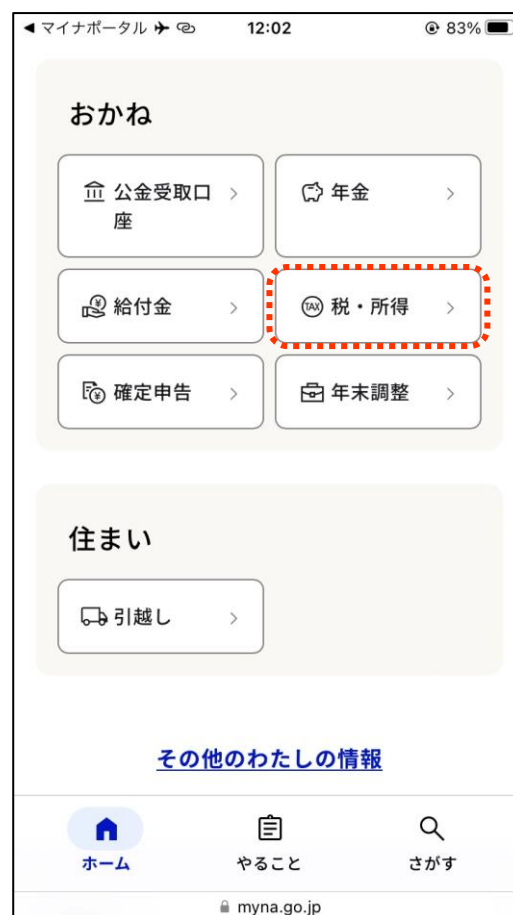 ◀ マイナポータル 12:02 83%
おかね
公金受取口 座
年金
給付金
TAX 税・所得
確定申告
年末調整
住まい
引越し
その他のわたしの情報
ホーム やること さがす
myna.go.jp